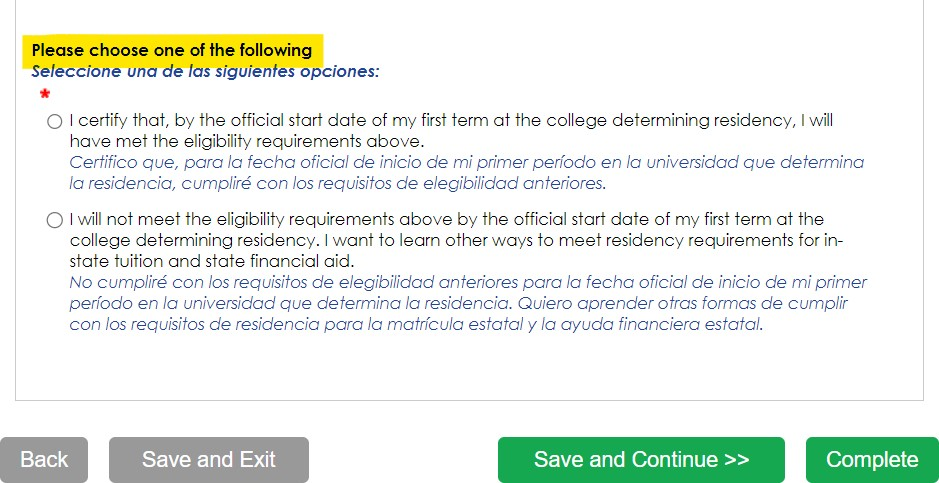 Please choose one of the following
Seleccione una de las siguientes opciones:
*
I certify that, by the official start date of my first term at the college determining residency, I will
have met the eligibility requirements above.
Certifico que, para la fecha oficial de inicio de mi primer período en la universidad que determina
la residencia, cumpliré con los requisitos de elegibilidad anteriores.
I will not meet the eligibility requirements above by the official start date of my first term at the
college determining residency. I want to learn other ways to meet residency requirements for in-
state tuition and state financial aid.
No cumpliré con los requisitos de elegibilidad anteriores para la fecha oficial de inicio de mi primer
período en la universidad que determina la residencia. Quiero aprender otras formas de cumplir
con los requisitos de residencia para la matrícula estatal y la ayuda financiera estatal.
Back
Save and Exit
Save and Continue >>
Complete